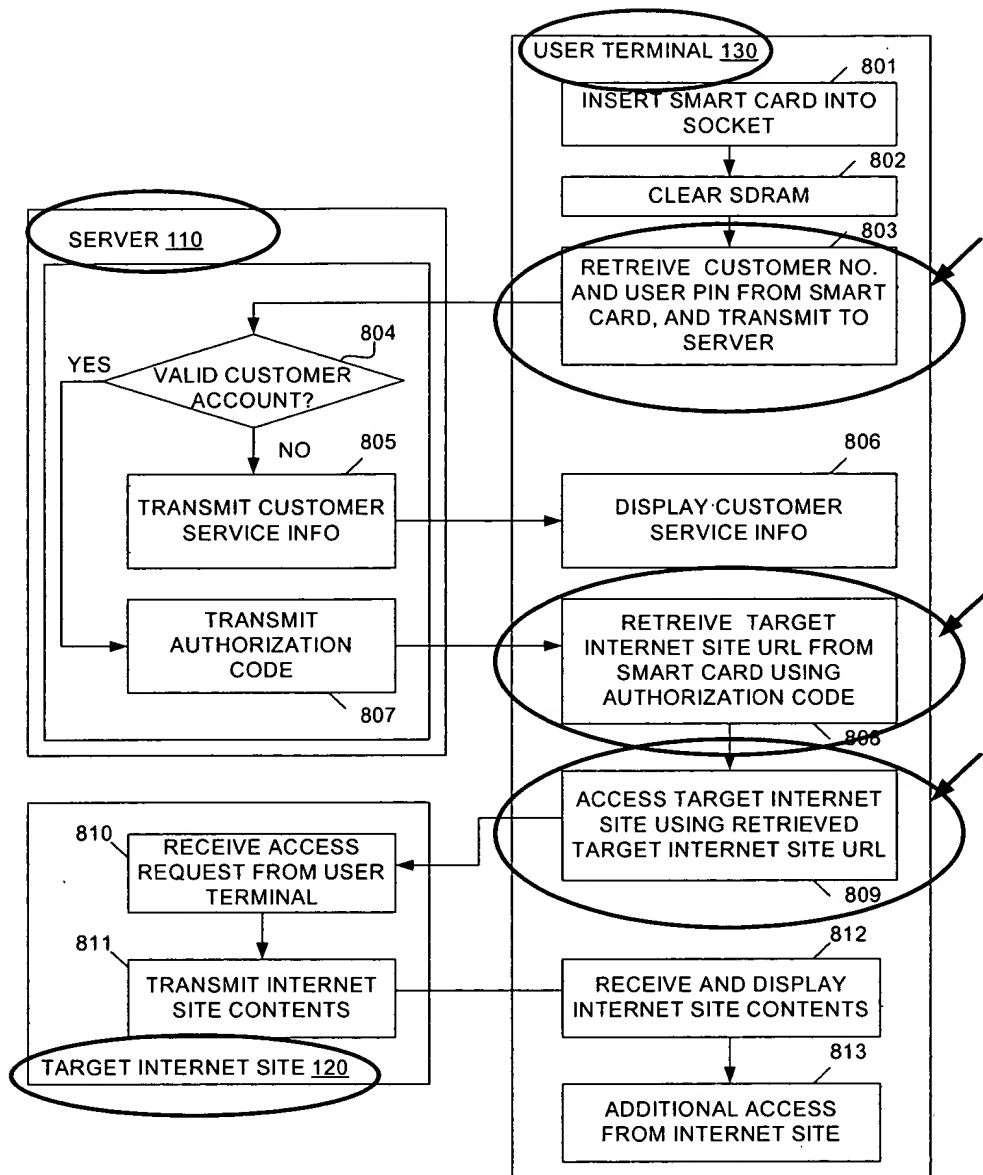 USER TERMINAL 130
801
INSERT SMART CARD INTO
SOCKET
802
CLEAR SDRAM
803
RETREIVE CUSTOMER NO.
AND USER PIN FROM SMART
CARD, AND TRANSMIT TO
SERVER
SERVER 110
804
YES
VALID CUSTOMER
ACCOUNT?
NO
805
TRANSMIT CUSTOMER
SERVICE INFO
806
DISPLAY CUSTOMER
SERVICE INFO
TRANSMIT
AUTHORIZATION
CODE
807
RETREIVE TARGET
INTERNET SITE URL FROM
SMART CARD USING
AUTHORIZATION CODE
808
ACCESS TARGET INTERNET
SITE USING RETRIEVED
TARGET INTERNET SITE URL
809
810
RECEIVE ACCESS
REQUEST FROM USER
TERMINAL
811
TRANSMIT INTERNET
SITE CONTENTS
TARGET INTERNET SITE 120
812
RECEIVE AND DISPLAY
INTERNET SITE CONTENTS
813
ADDITIONAL ACCESS
FROM INTERNET SITE